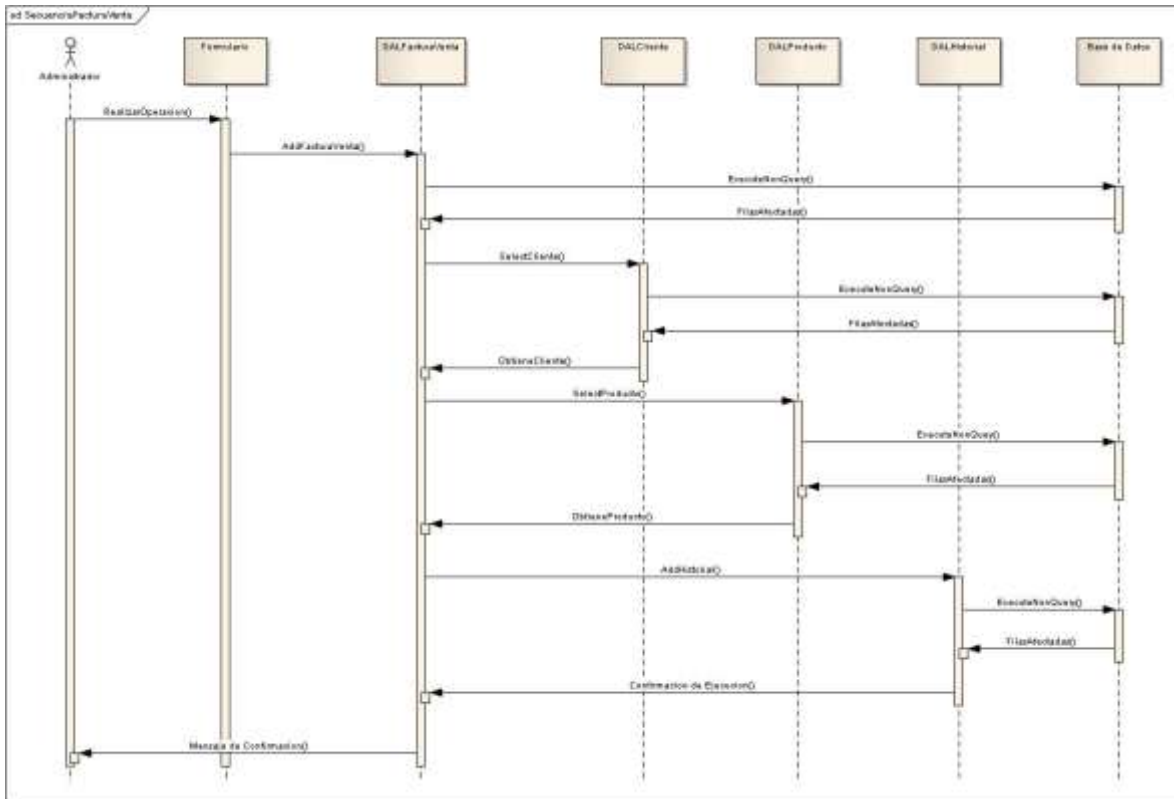 sd SecuenciaFacturaVenta
Administrador
Formulario
DALFacturaVenta
DALCliente
DALProducto
DALHistorial
Base de Datos
RealizarOperacion()
AddFacturaVenta()
ExecuteNonQuery()
FilasAfectadas()
SelectCliente()
ExecuteNonQuery()
FilasAfectadas()
ObtieneCliente()
SelectProducto()
ExecuteNonQuery()
FilasAfectadas()
ObtieneProducto()
AddHistorial()
ExecuteNonQuery()
FilasAfectadas()
Confirmacion de Ejecucion()
Mensaje de Confirmacion()